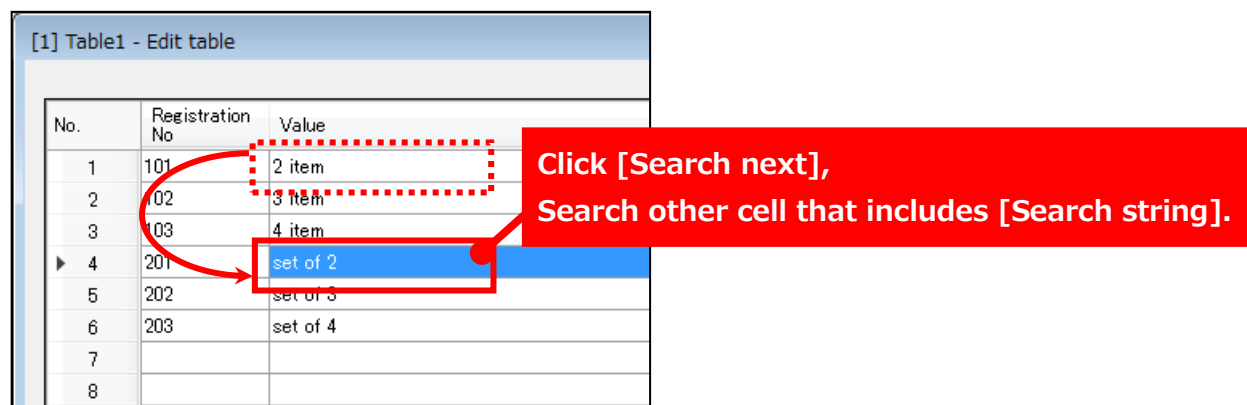 [1] Table1 - Edit table
No. Registration No Value
1 101 2 item
2 102 3 item
3 103 4 item
4 201 set of 2
5 202 set of 3
6 203 set of 4
7
8
Click [Search next],
Search other cell that includes [Search string].